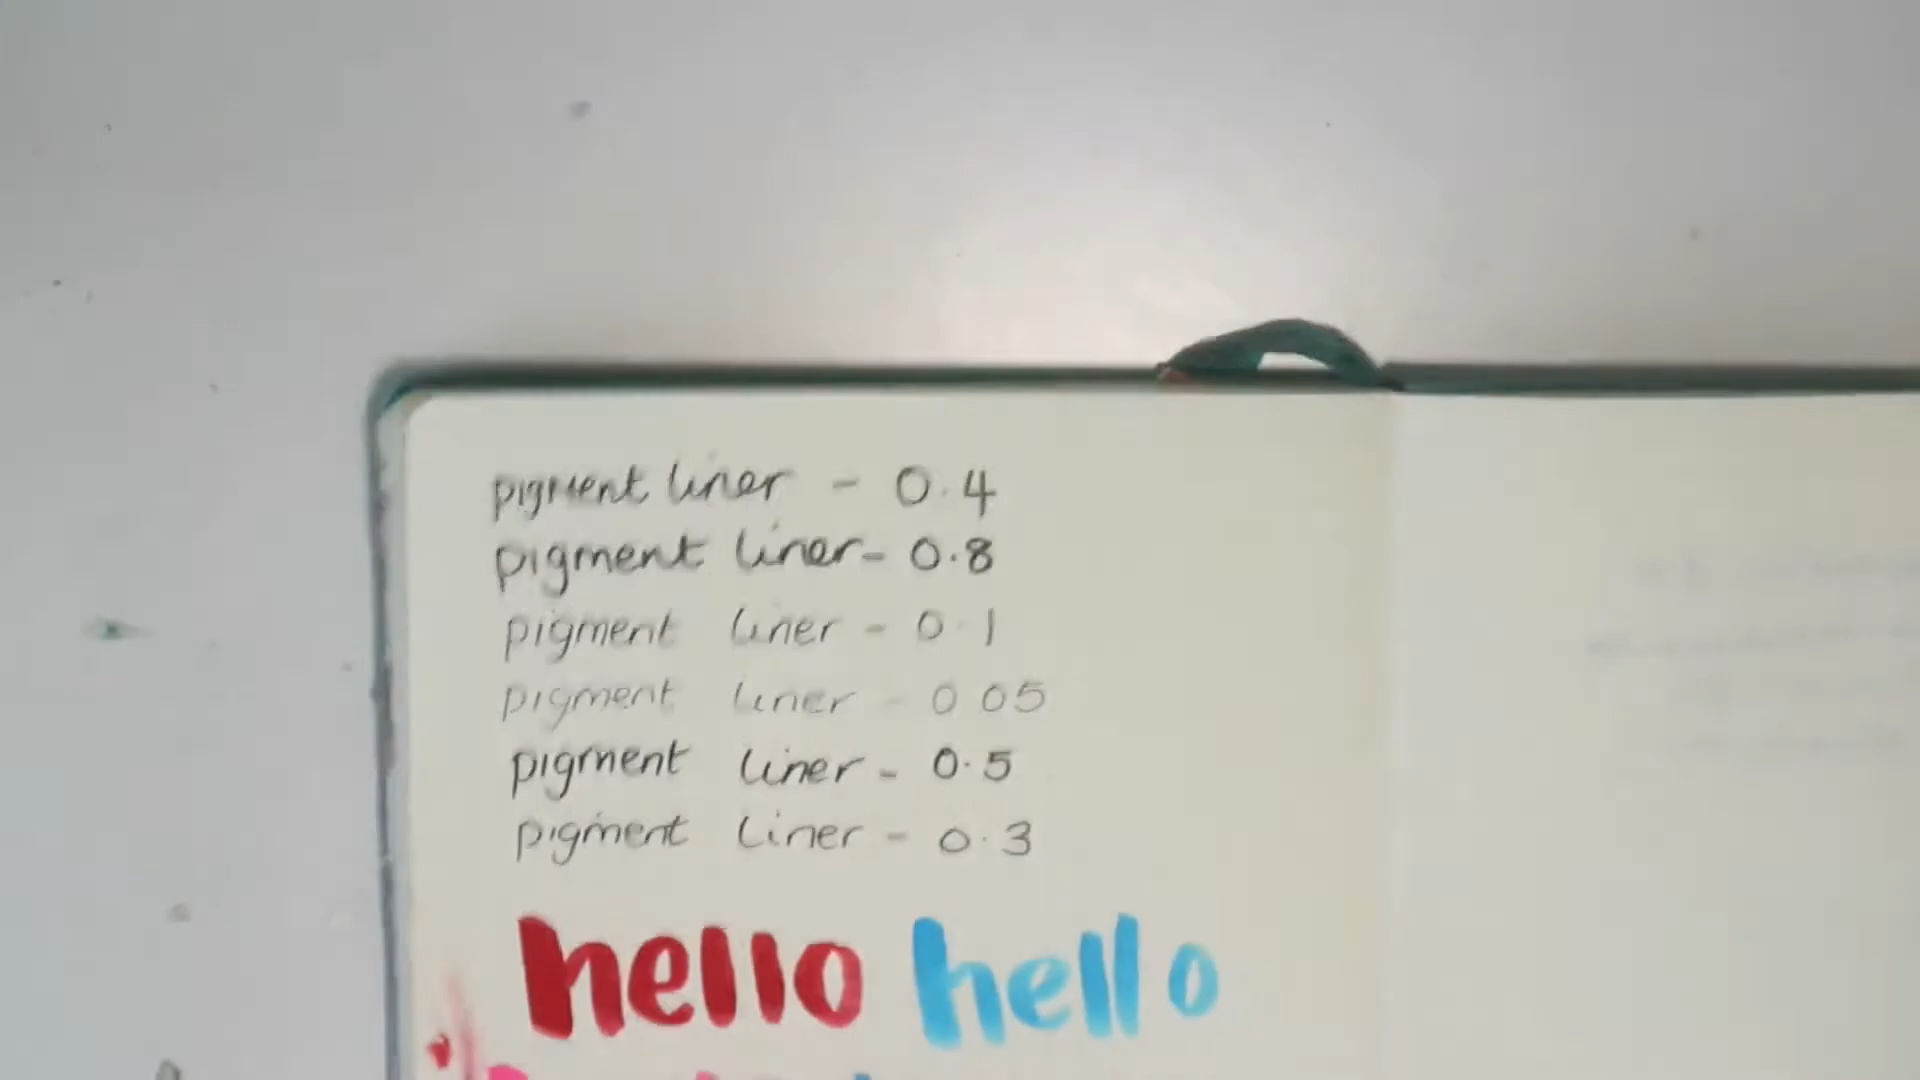 pigment liner - 0.4
pigment liner - 0.8
pigment liner - 0.1
pigment liner - 0.05
pigment liner - 0.5
pigment liner - 0.3
hello hello